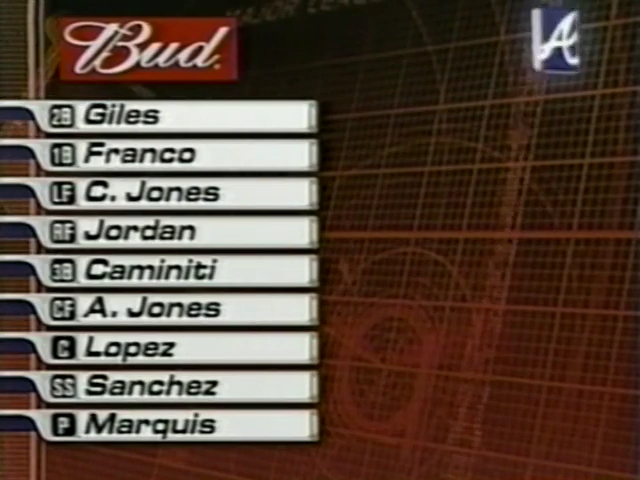 Bud.
A
2B Giles
1B Franco
LF C. Jones
RF Jordan
3B Caminiti
CF A. Jones
C Lopez
SS Sanchez
P Marquis